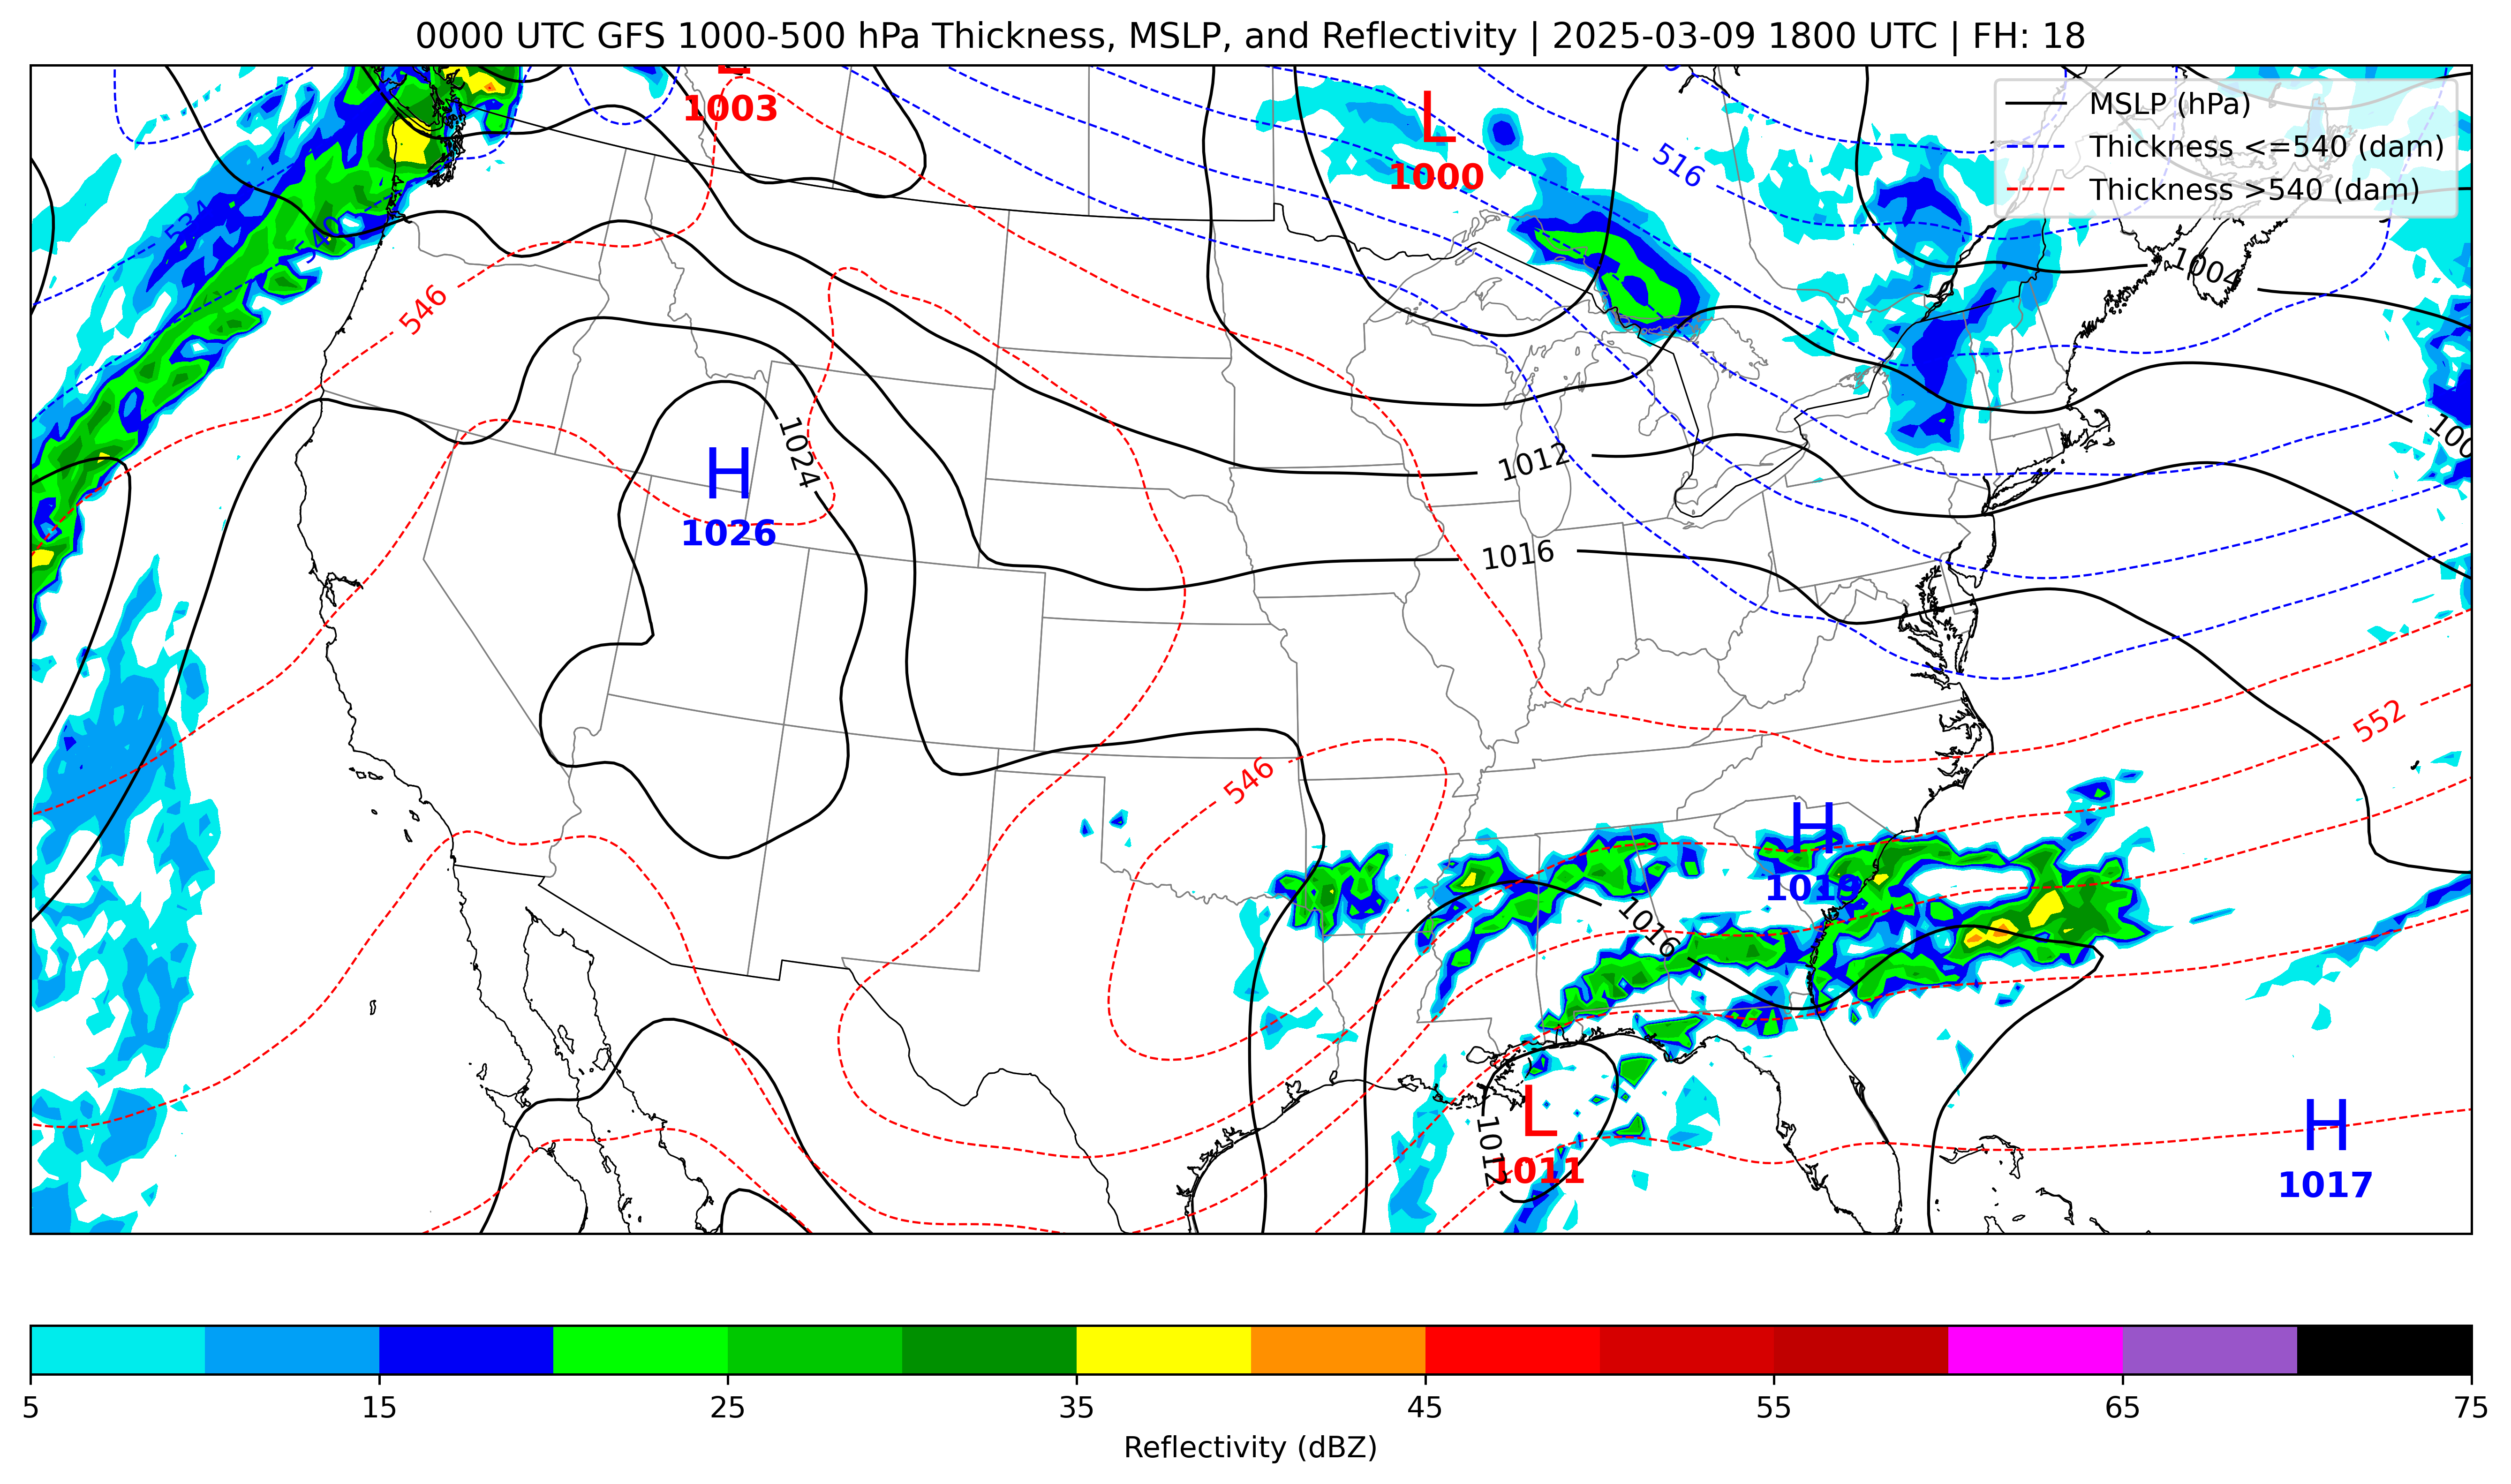 0000 UTC GFS 1000-500 hPa Thickness, MSLP, and Reflectivity | 2025-03-09 1800 UTC | FH: 18
MSLP (hPa)
Thickness <=540 (dam)
Thickness >540 (dam)
L
1003
L
1000
516
534
540
1004
546
1024
H
1026
1012
1016
552
546
H
1019
1016
L
1011
1012
H
1017
5
15
25
35
45
55
65
75
Reflectivity (dBZ)